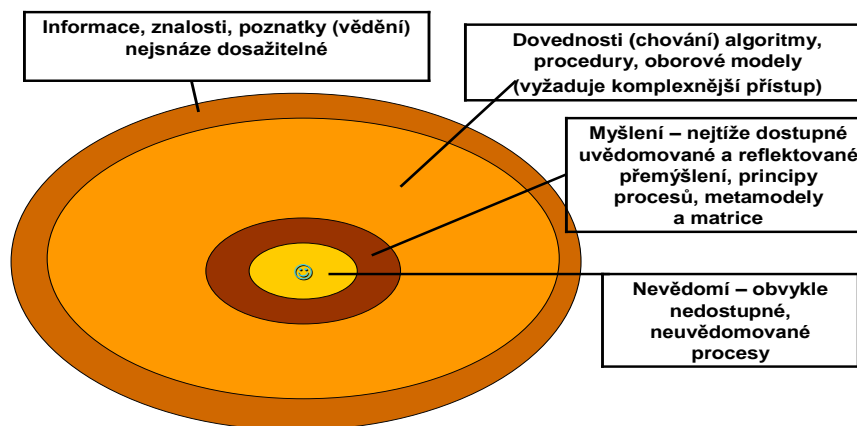 Informace, znalosti, poznatky (vědění)
nejsnáze dosažitelné
Dovednosti (chování) algoritmy,
procedury, oborové modely
(vyžaduje komplexnější přístup)
Myšlení – nejtíže dostupné
uvědomované a reflektované
přemýšlení, principy
procesů, metamodely
a matrice
Nevědomí – obvykle
nedostupné,
neuvědomované
procesy